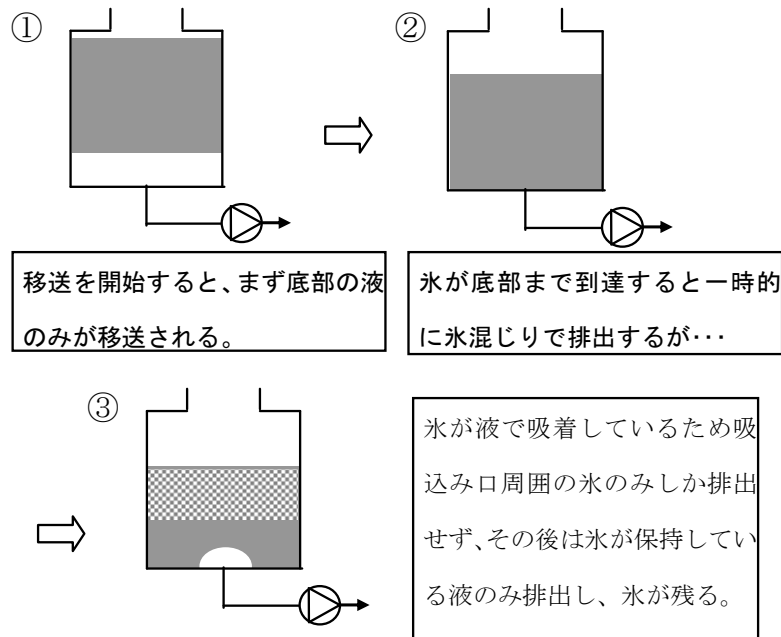 ①
②
移送を開始すると、まず底部の液
のみが移送される。
氷が底部まで到達すると一時的
に氷混じりで排出するが･･･
③
氷が液で吸着しているため吸
込み口周囲の氷のみしか排出
せず、その後は氷が保持してい
る液のみ排出し、氷が残る。